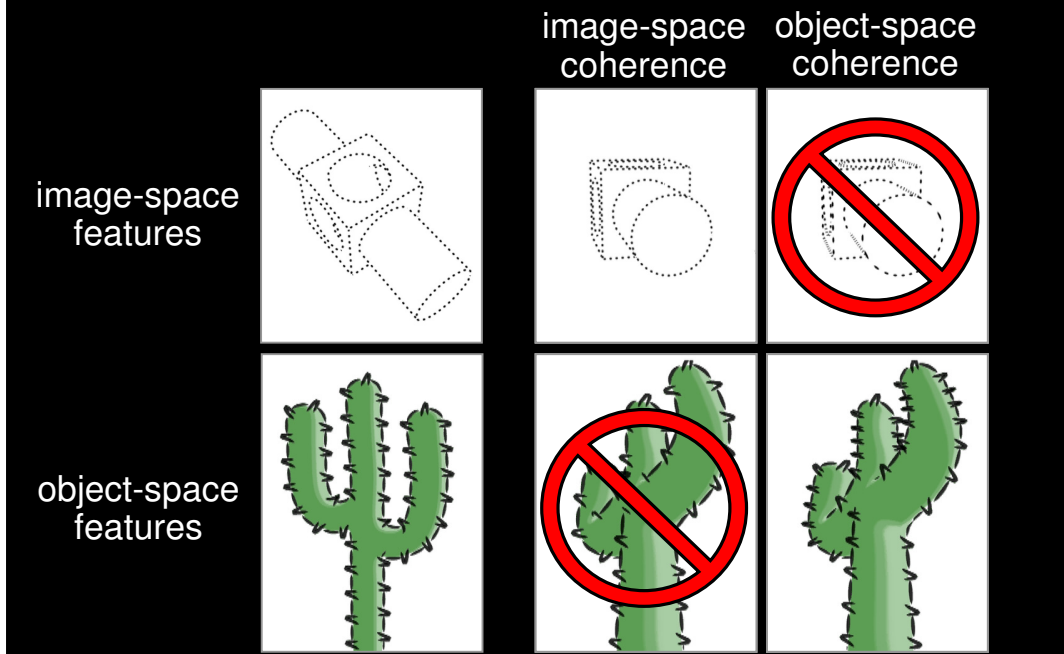 image-space
coherence
object-space
coherence
image-space
features
object-space
features